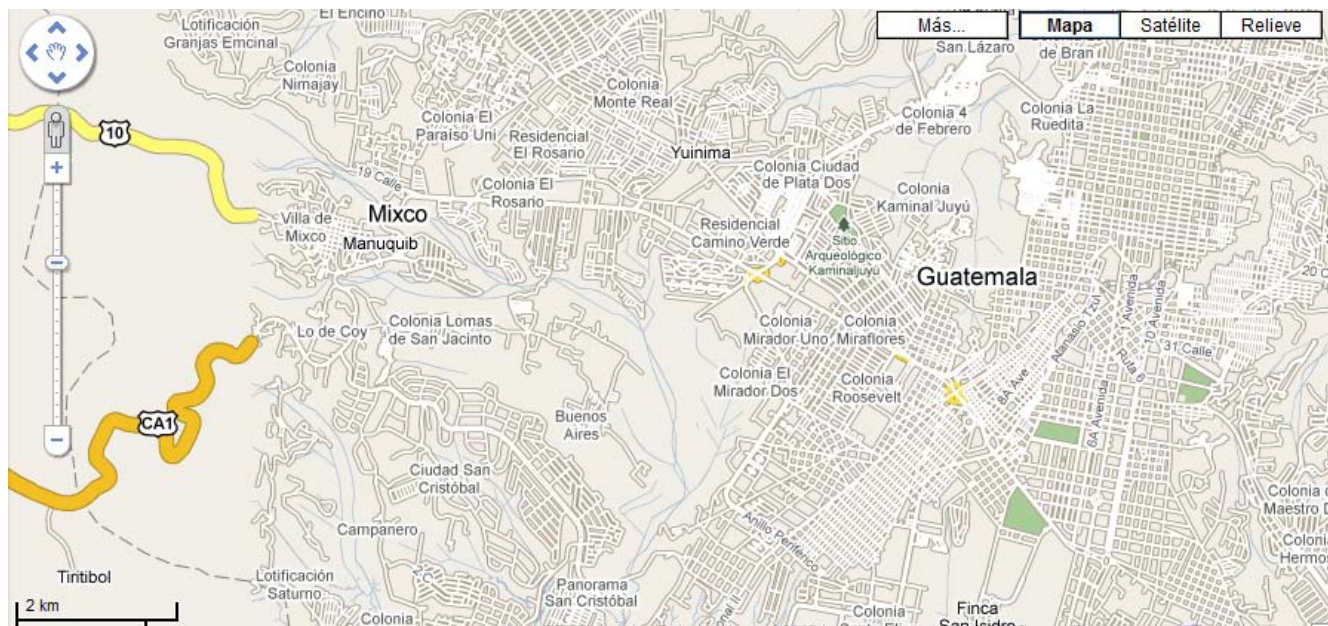 El Encino
Lotificación
Granjas Emcinal
Más...
Mapa
Satélite
Relieve
San Lázaro
de Bran
Colonia
Nimajay
Colonia
Monte Real
10
Colonia El
Paraíso Uni
Residencial
El Rosario
Colonia 4
de Febrero
Colonia La
Ruedita
Yuinima
19 Calle
Colonia El
Rosario
Colonia Ciudad
de Plata Dos
Colonia
Kaminal Juyú
Villa de
Mixco
Mixco
Manuquib
Residencial
Camino Verde
Sitio
Arqueológico
Kaminaljuyú
Guatemala
Lo de Coy
Colonia Lomas
de San Jacinto
Colonia
Mirador Uno
Colonia
Miraflores
Atanasio Tzul
1 Avenida
10 Avenida
20 C
31 Calle
Ruta 6
Colonia El
Mirador Dos
Colonia
Roosevelt
8A Ave
6A Avenida
CA1
Buenos
Aires
Ciudad San
Cristóbal
Campanero
Anillo Periferico
Colonia
Maestro
Colonia
Hermos
Tintibol
Lotificación
Saturno
Panorama
San Cristóbal
2 km
Colonia
Colonia
Finca
San Isidro